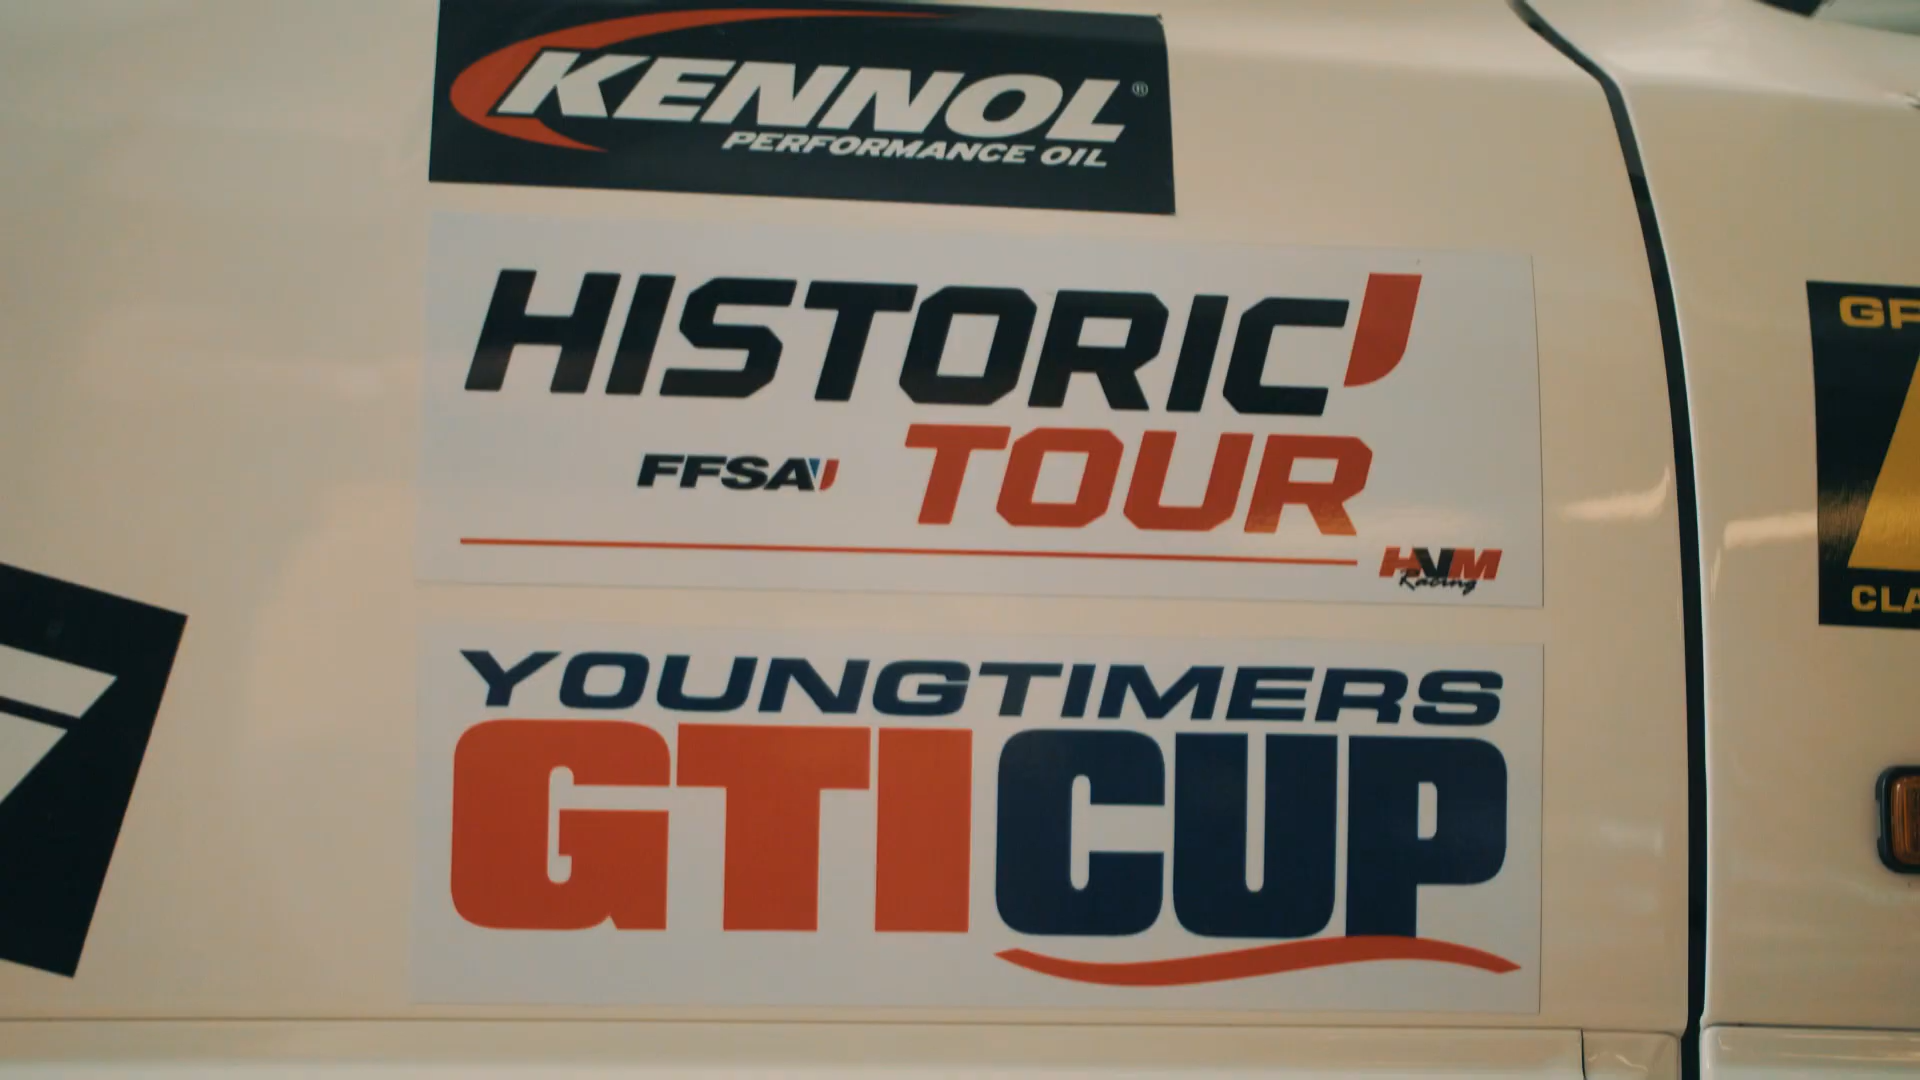 KENNOL®
PERFORMANCE OIL
HISTORIC'
FFSA TOUR
HVM
Racing
YOUNGTIMERS
GTI CUP